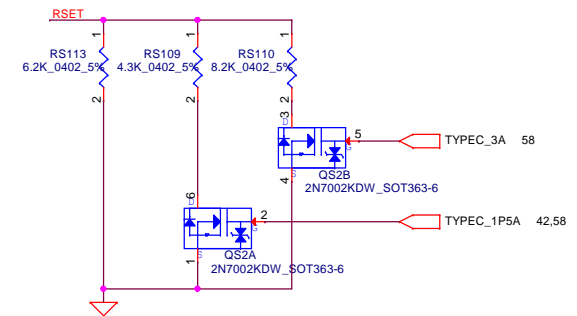 RSET
1
1
1
RS113
6.2K_0402_5%
RS109
4.3K_0402_5%
RS110
8.2K_0402_5%
2
2
2
3
D
5
G
TYPEC_3A 58
S
4
QS2B
2N7002KDW_SOT363-6
6
D
2
G
TYPEC_1P5A 42,58
S
1
QS2A
2N7002KDW_SOT363-6